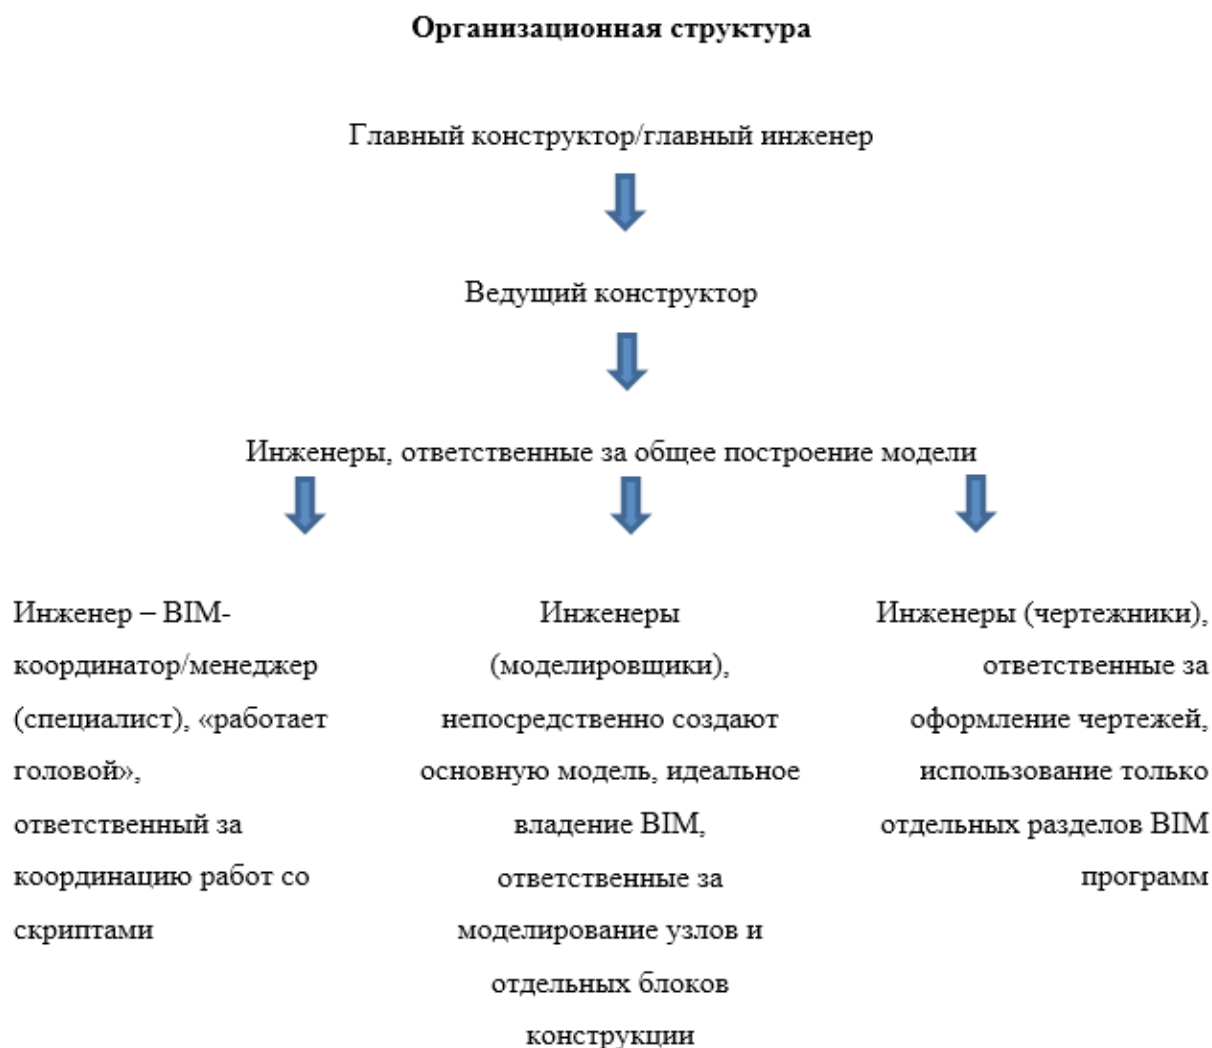 Организационная структура
Главный конструктор/главный инженер
Ведущий конструктор
Инженеры, ответственные за общее построение модели
Инженер – BIM-
координатор/менеджер
(специалист), «работает
головой»,
ответственный за
координацию работ со
скриптами
Инженеры
(моделировщики),
непосредственно создают
основную модель, идеальное
владение BIM,
ответственные за
моделирование узлов и
отдельных блоков
конструкции
Инженеры (чертежники),
ответственные за
оформление чертежей,
использование только
отдельных разделов BIM
программ